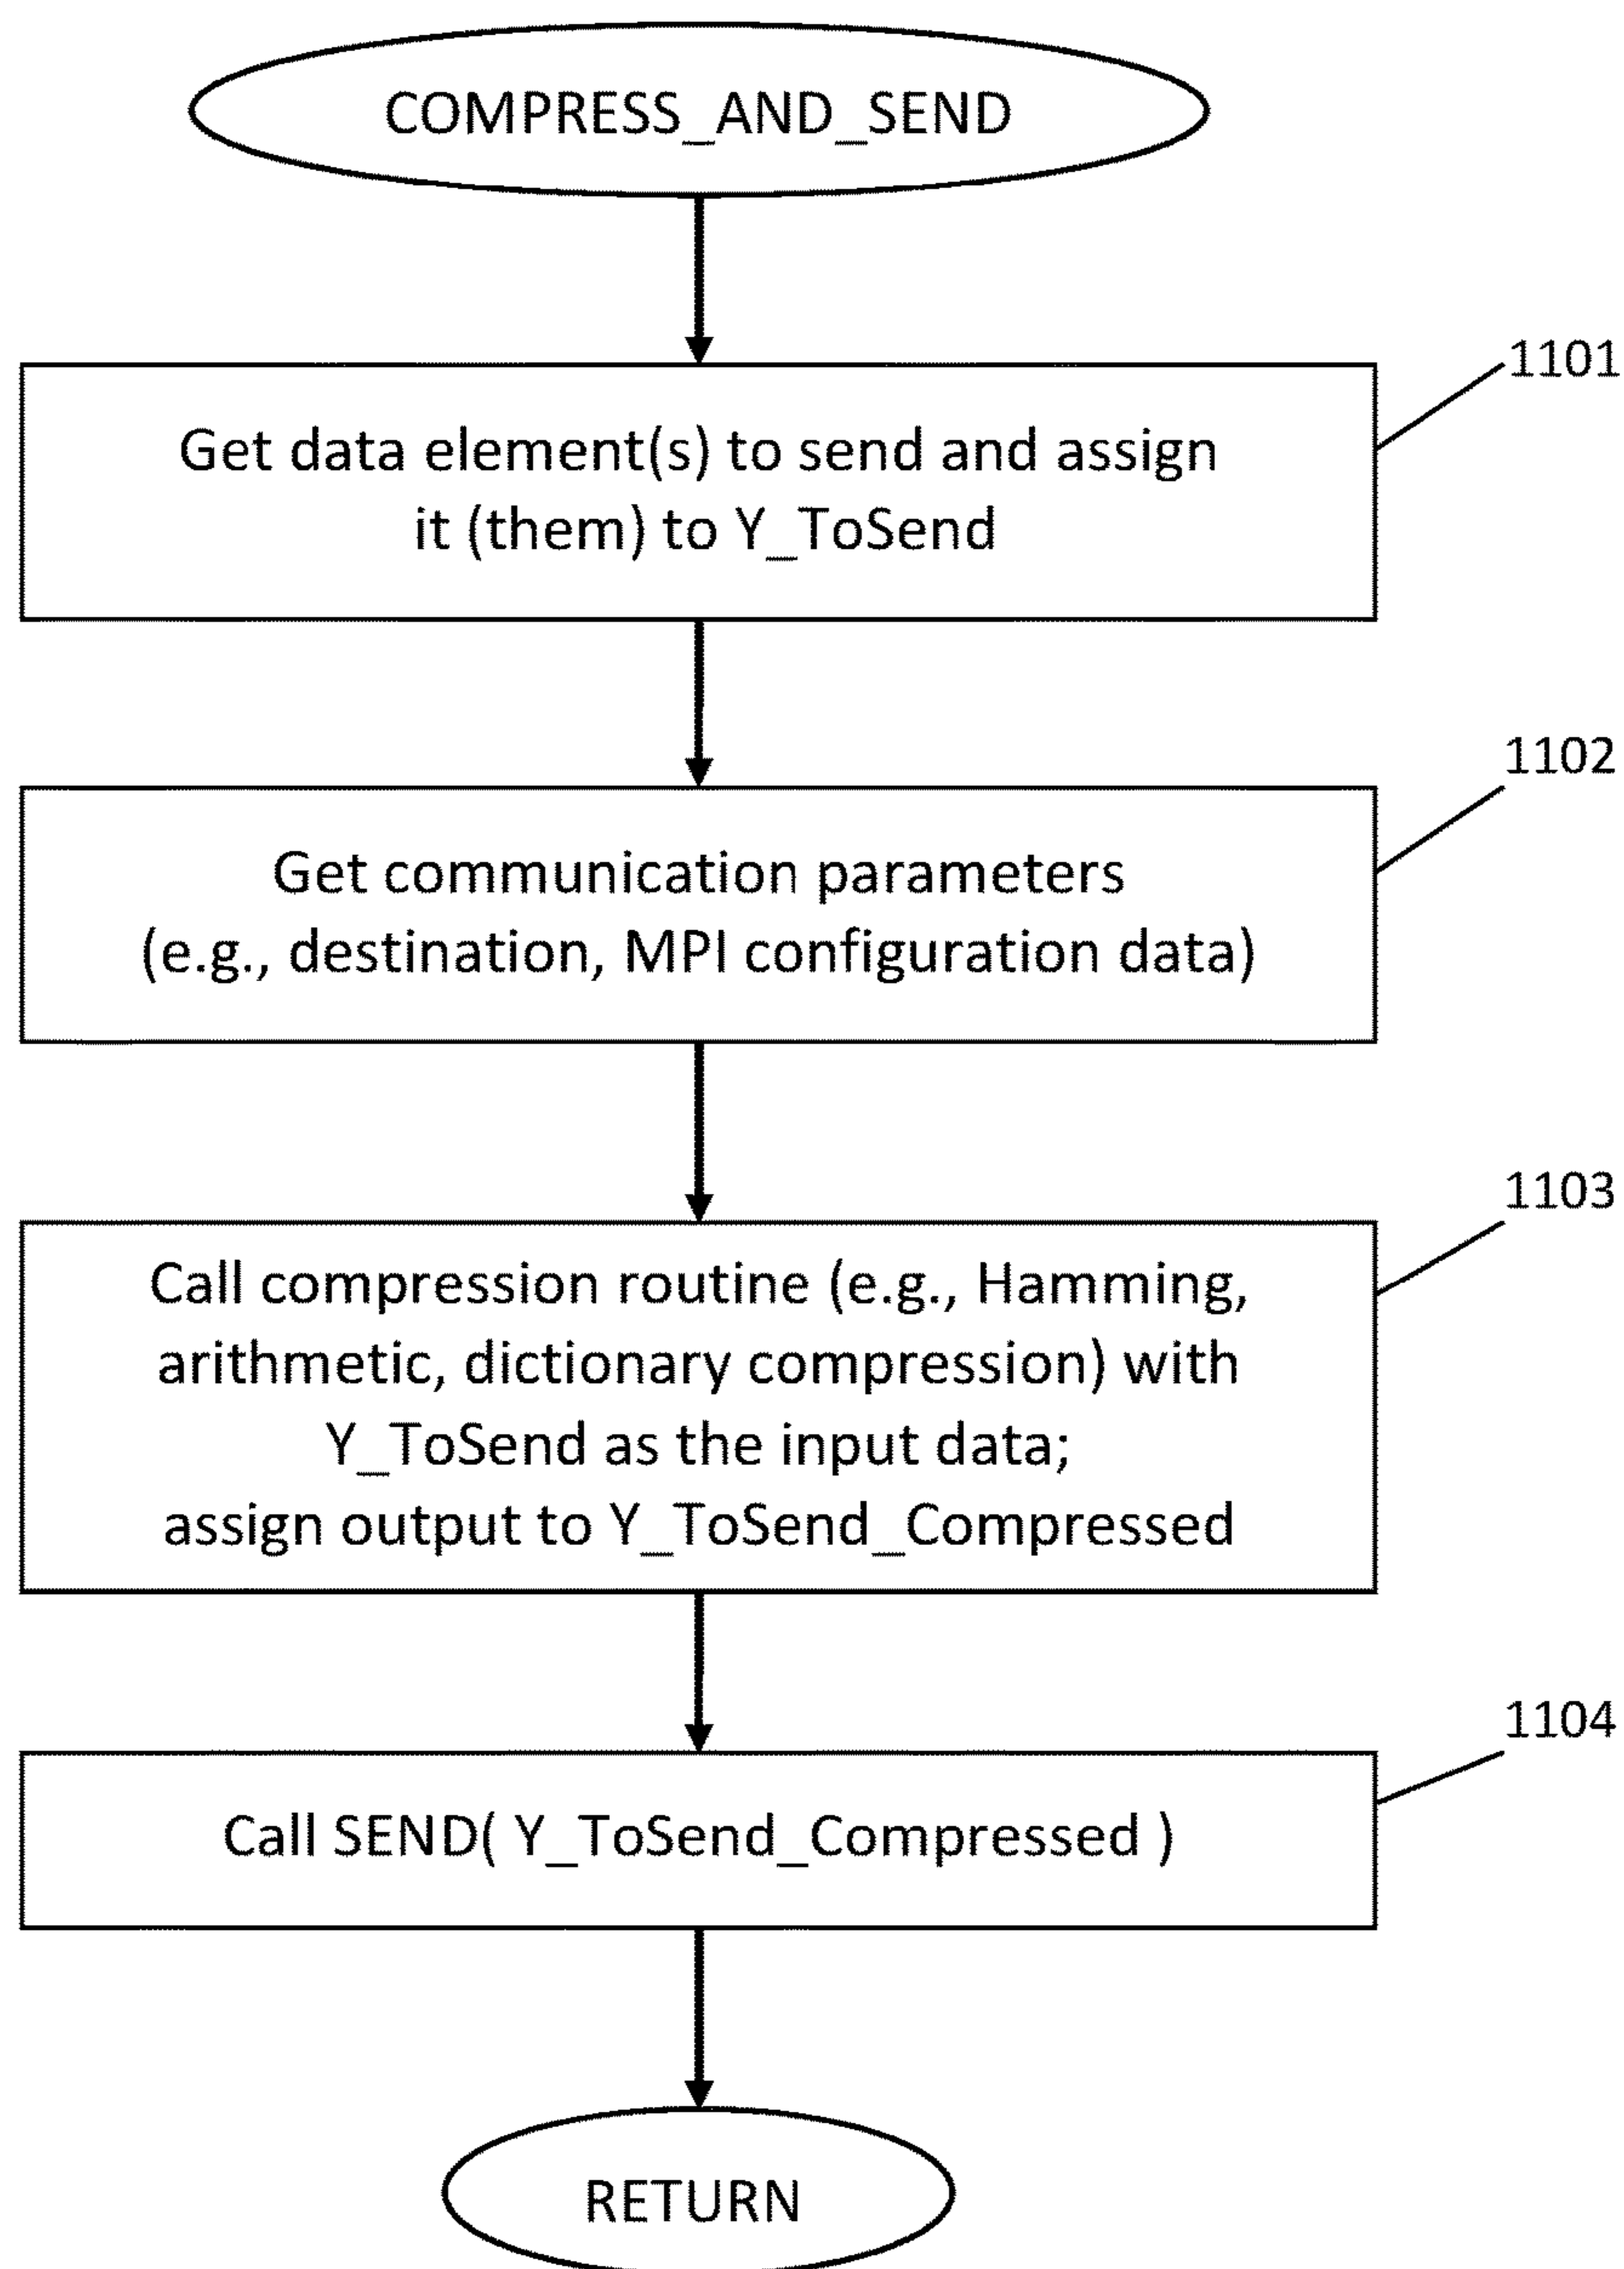 COMPRESS_AND_SEND
1101
Get data element(s) to send and assign
it (them) to Y_ToSend
1102
Get communication parameters
(e.g., destination, MPI configuration data)
1103
Call compression routine (e.g., Hamming,
arithmetic, dictionary compression) with
Y_ToSend as the input data;
assign output to Y_ToSend_Compressed
1104
Call SEND( Y_ToSend_Compressed )
RETURN